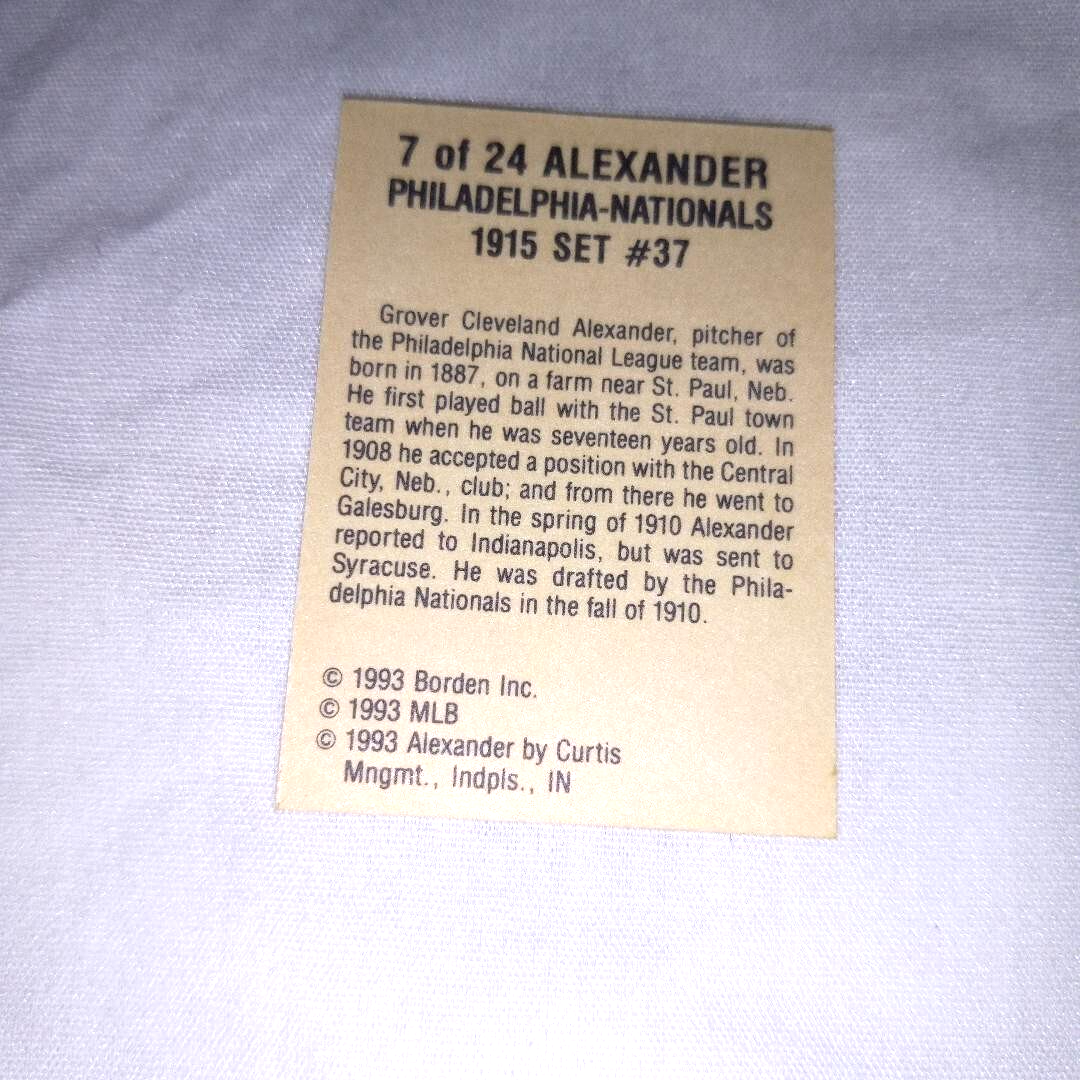 7 of 24 ALEXANDER
PHILADELPHIA-NATIONALS
1915 SET #37
Grover Cleveland Alexander, pitcher of
the Philadelphia National League team, was
born in 1887, on a farm near St. Paul, Neb.
He first played ball with the St. Paul town
team when he was seventeen years old. In
1908 he accepted a position with the Central
City, Neb., club; and from there he went to
Galesburg. In the spring of 1910 Alexander
reported to Indianapolis, but was sent to
Syracuse. He was drafted by the Phila-
delphia Nationals in the fall of 1910.
© 1993 Borden Inc.
© 1993 MLB
© 1993 Alexander by Curtis
Mngmt., Indpls., IN